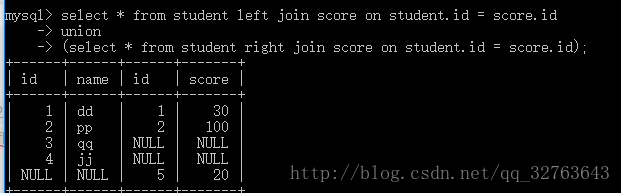 mysql> select * from student left join score on student.id = score.id
-> union
-> (select * from student right join score on student.id = score.id);
+------+------+------+-------+
| id | name | id | score |
+------+------+------+-------+
| 1 | dd | 1 | 30 |
| 2 | pp | 2 | 100 |
| 3 | qq | NULL | NULL |
| 4 | jj | NULL | NULL |
| NULL | NULL | 5 | 20 |
+------+------+------+-------+
http://blog.csdn.net/qq_32763643